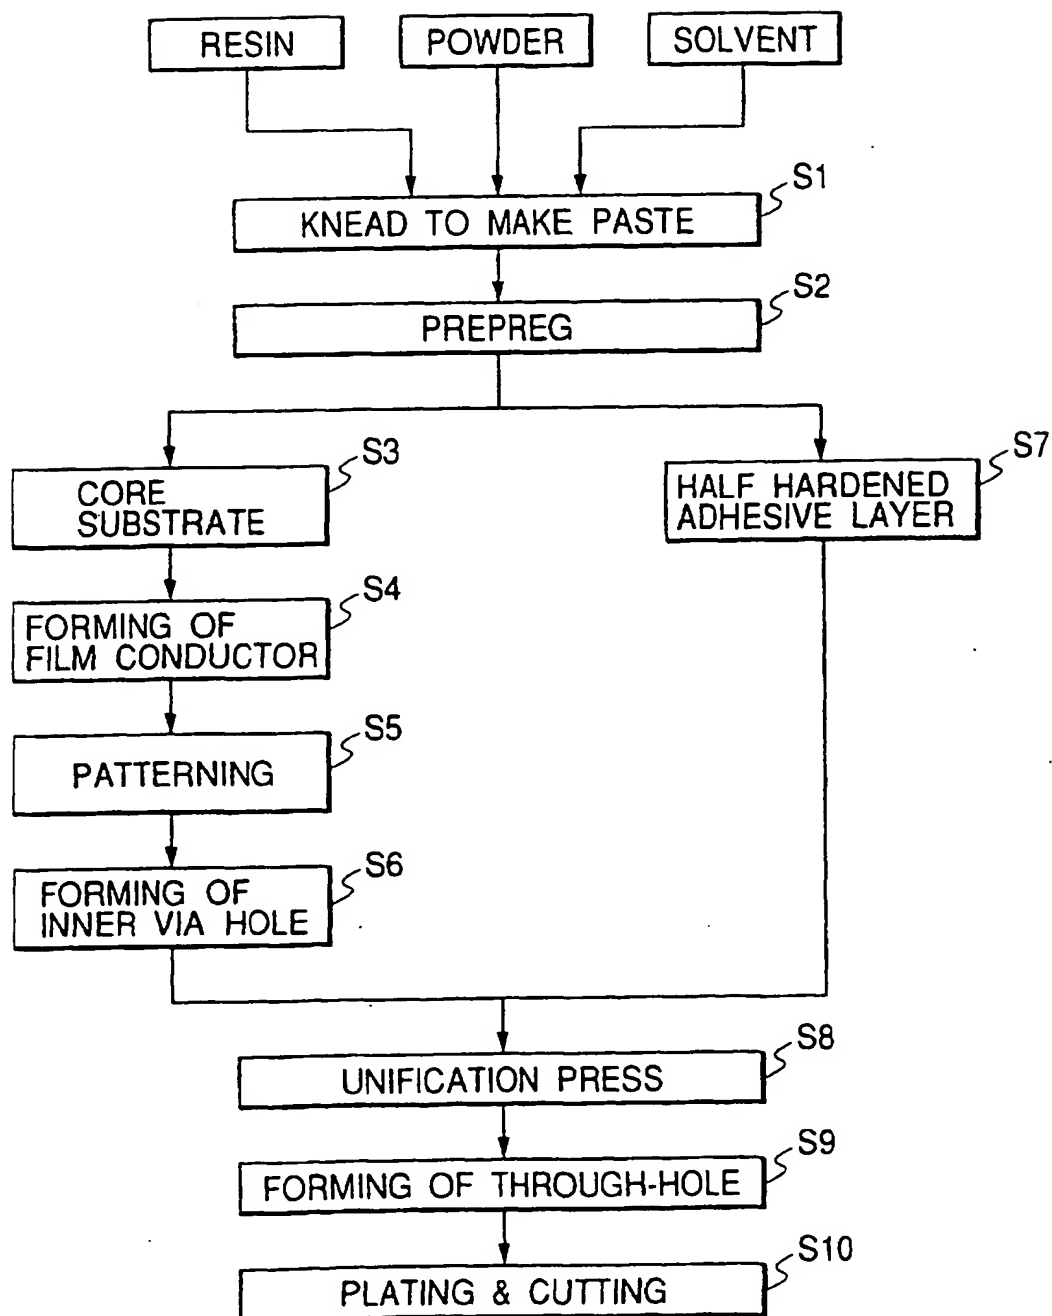 RESIN
POWDER
SOLVENT
S1
KNEAD TO MAKE PASTE
S2
PREPREG
S3
CORE
SUBSTRATE
S7
HALF HARDENED
ADHESIVE LAYER
S4
FORMING OF
FILM CONDUCTOR
S5
PATTERNING
S6
FORMING OF
INNER VIA HOLE
S8
UNIFICATION PRESS
S9
FORMING OF THROUGH-HOLE
S10
PLATING & CUTTING